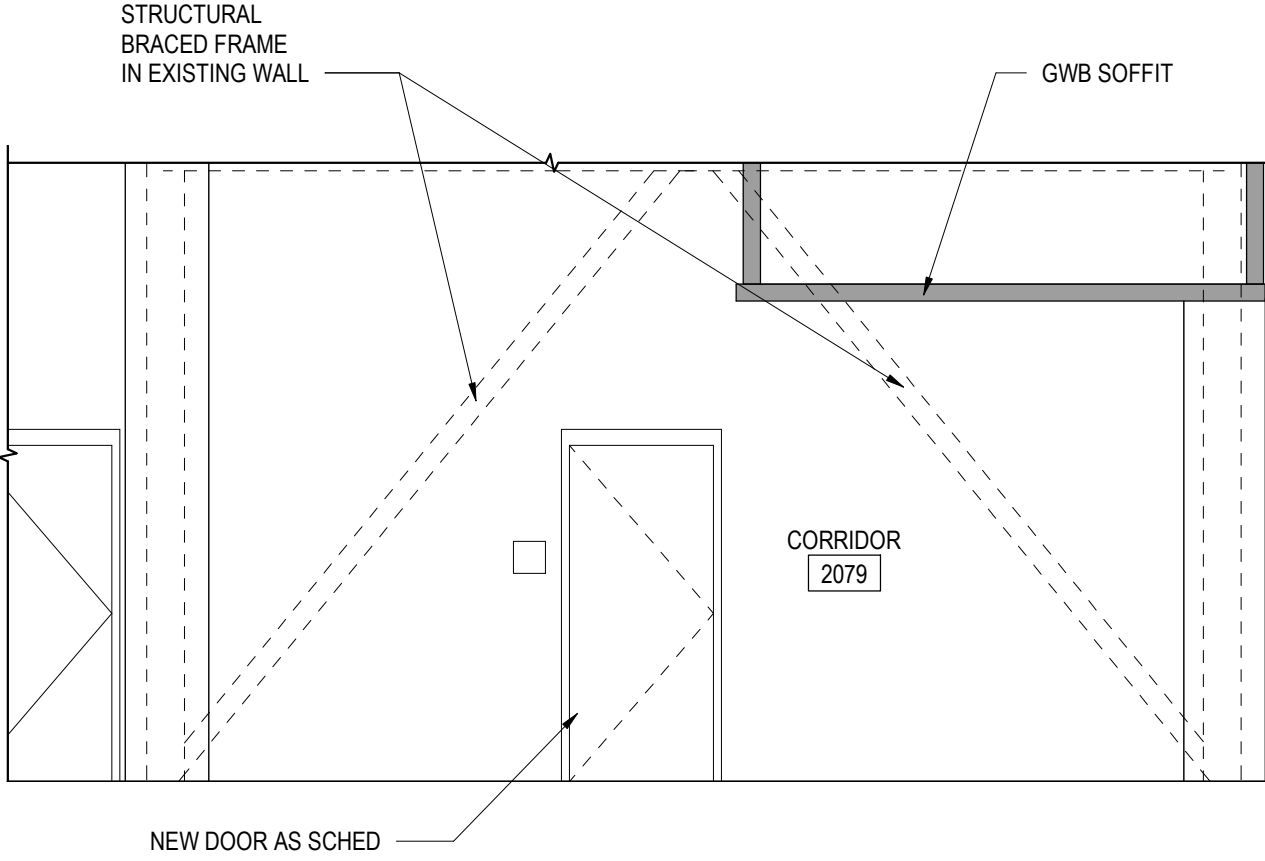 STRUCTURAL
BRACED FRAME
IN EXISTING WALL
GWB SOFFIT
CORRIDOR
2079
NEW DOOR AS SCHED